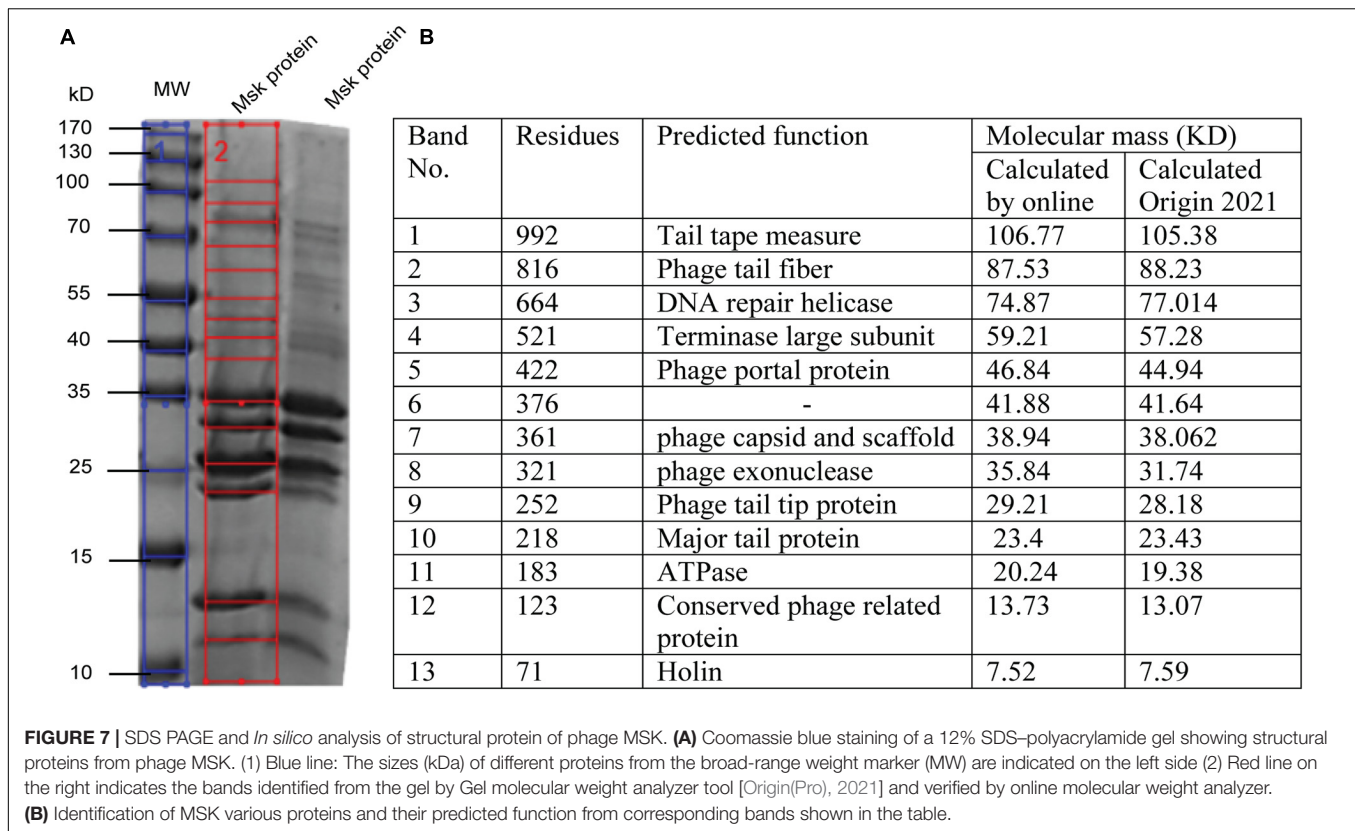 A
B
MW
Msk protein
Msk protein
kD
170
130
100
70
55
40
35
25
15
10
1
2
Band No. Residues Predicted function Molecular mass (KD)
Calculated by online Calculated Origin 2021
1 992 Tail tape measure 106.77 105.38
2 816 Phage tail fiber 87.53 88.23
3 664 DNA repair helicase 74.87 77.014
4 521 Terminase large subunit 59.21 57.28
5 422 Phage portal protein 46.84 44.94
6 376 - 41.88 41.64
7 361 phage capsid and scaffold 38.94 38.062
8 321 phage exonuclease 35.84 31.74
9 252 Phage tail tip protein 29.21 28.18
10 218 Major tail protein 23.4 23.43
11 183 ATPase 20.24 19.38
12 123 Conserved phage related protein 13.73 13.07
13 71 Holin 7.52 7.59
FIGURE 7 | SDS PAGE and In silico analysis of structural protein of phage MSK. (A) Coomassie blue staining of a 12% SDS–polyacrylamide gel showing structural
proteins from phage MSK. (1) Blue line: The sizes (kDa) of different proteins from the broad-range weight marker (MW) are indicated on the left side (2) Red line on
the right indicates the bands identified from the gel by Gel molecular weight analyzer tool [Origin(Pro), 2021] and verified by online molecular weight analyzer.
(B) Identification of MSK various proteins and their predicted function from corresponding bands shown in the table.